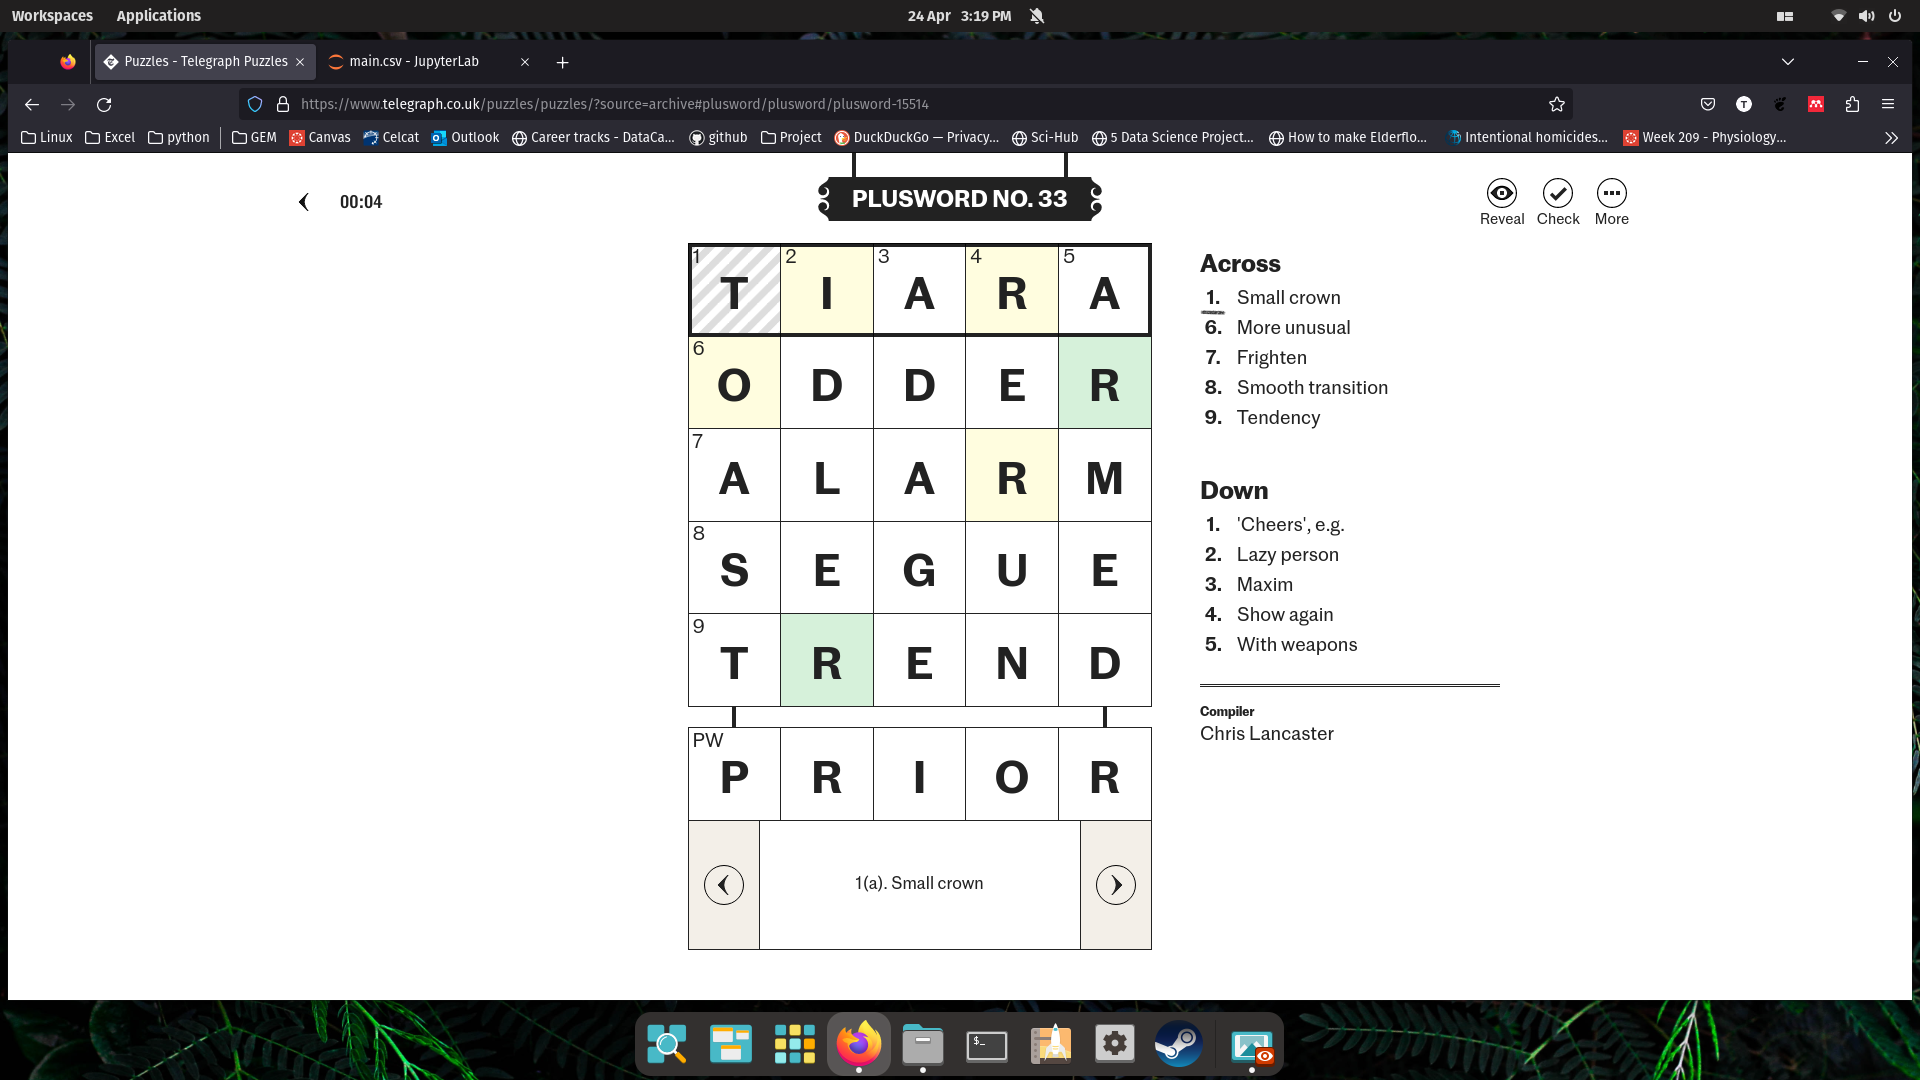 Workspaces Applications 24 Apr 3:19 PM
Puzzles - Telegraph Puzzles main.csv - JupyterLab
https://www.telegraph.co.uk/puzzles/puzzles/?source=archive#plusword/plusword/plusword-15514
Linux Excel python GEM Canvas Celcat Outlook Career tracks - DataCa... github Project DuckDuckGo — Privacy... Sci-Hub 5 Data Science Project... How to make Elderflo... Intentional homicides... Week 209 - Physiology...
00:04
PLUSWORD NO. 33
Reveal Check More
1 T 2 I 3 A 4 R 5 A
6 O D D E R
7 A L A R M
8 S E G U E
9 T R E N D
PW P R I O R
1(a). Small crown
Across
1. Small crown
6. More unusual
7. Frighten
8. Smooth transition
9. Tendency
Down
1. 'Cheers', e.g.
2. Lazy person
3. Maxim
4. Show again
5. With weapons
Compiler
Chris Lancaster